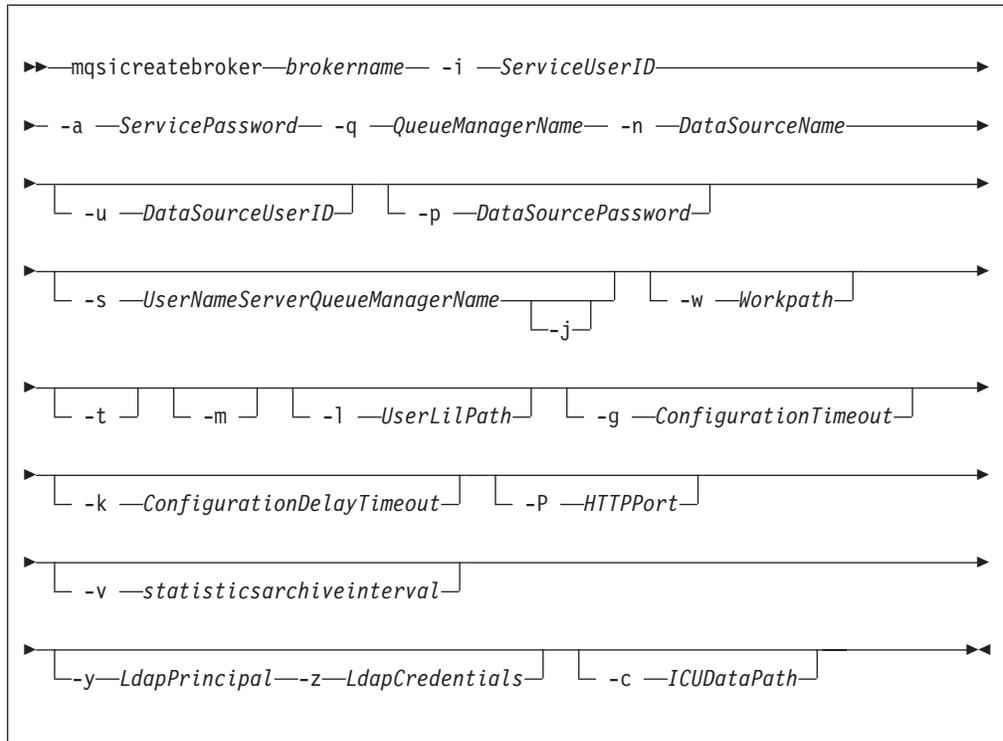 mqsicreatebroker brokername -i ServiceUserID
-a ServicePassword -q QueueManagerName -n DataSourceName
-u DataSourceUserID -p DataSourcePassword
-s UserNameServerQueueManagerName -w Workpath
-j
-t -m -l UserLilPath -g ConfigurationTimeout
-k ConfigurationDelayTimeout -P HTTPPort
-v statisticsarchiveinterval
-y LdapPrincipal -z LdapCredentials -c ICUDataPath